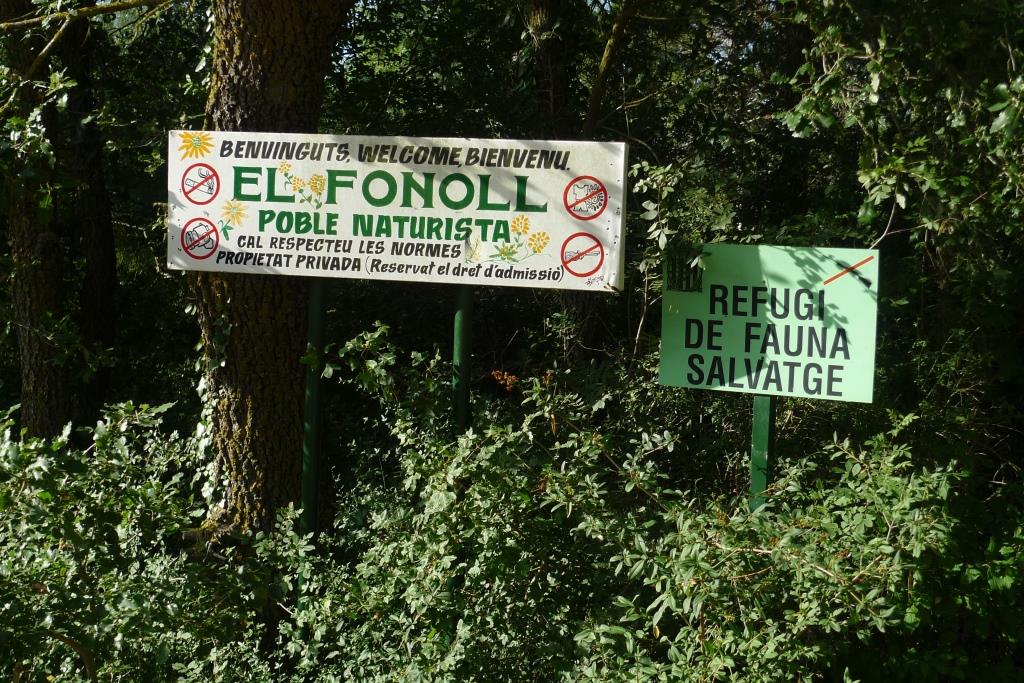 BENVINGUTS, WELCOME, BIENVENU.
EL FONOLL
POBLE NATURISTA
CAL RESPECTEU LES NORMES
PROPIETAT PRIVADA (Reservat el dret d'admissió)
REFUGI
DE FAUNA
SALVATGE